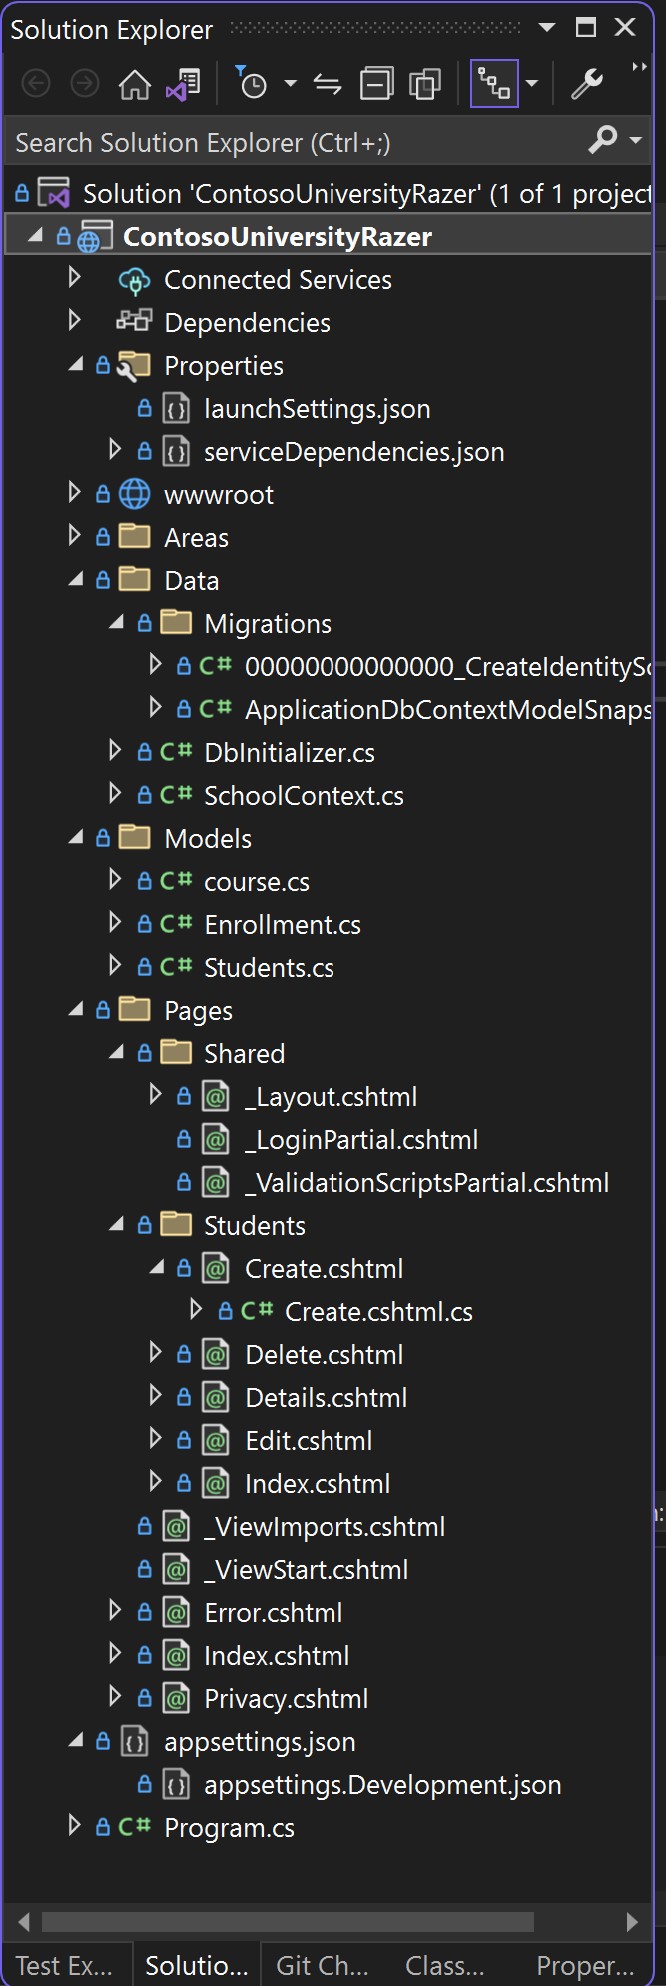 Solution Explorer
Search Solution Explorer (Ctrl+;)
Solution 'ContosoUniversityRazer' (1 of 1 project
ContosoUniversityRazer
Connected Services
Dependencies
Properties
launchSettings.json
serviceDependencies.json
wwwroot
Areas
Data
Migrations
C# 00000000000000_CreateIdentitySc
C# ApplicationDbContextModelSnaps
C# DbInitializer.cs
C# SchoolContext.cs
Models
C# course.cs
C# Enrollment.cs
C# Students.cs
Pages
Shared
_Layout.cshtml
_LoginPartial.cshtml
_ValidationScriptsPartial.cshtml
Students
Create.cshtml
C# Create.cshtml.cs
Delete.cshtml
Details.cshtml
Edit.cshtml
Index.cshtml
_ViewImports.cshtml
_ViewStart.cshtml
Error.cshtml
Index.cshtml
Privacy.cshtml
appsettings.json
appsettings.Development.json
C# Program.cs
Test Ex... Solutio... Git Ch... Class... Proper...